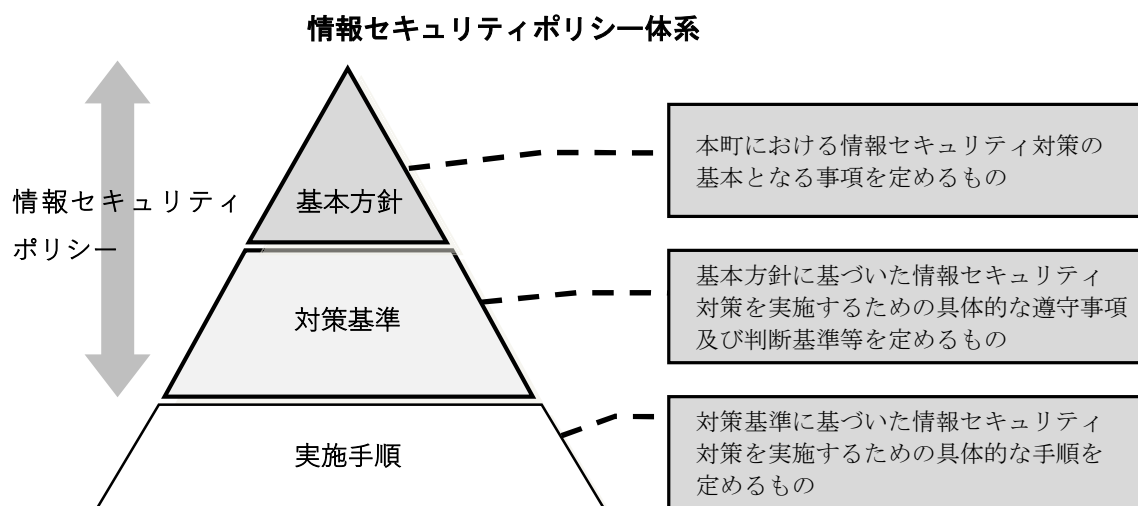 情報セキュリティポリシー体系
情報セキュリティ
ポリシー
基本方針
本町における情報セキュリティ対策の
基本となる事項を定めるもの
対策基準
基本方針に基づいた情報セキュリティ
対策を実施するための具体的な遵守事項
及び判断基準等を定めるもの
実施手順
対策基準に基づいた情報セキュリティ
対策を実施するための具体的な手順を
定めるもの